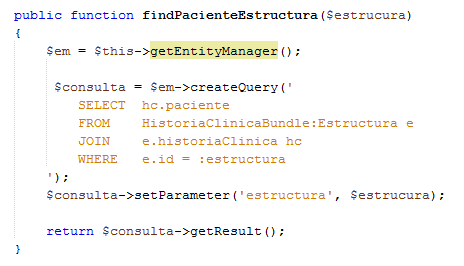 public function findPacienteEstructura($estrucura)
{
$em = $this->getEntityManager();
$consulta = $em->createQuery('
SELECT hc.paciente
FROM HistoriaClinicaBundle:Estructura e
JOIN e.historiaClinica hc
WHERE e.id = :estructura
');
$consulta->setParameter('estructura', $estrucura);
return $consulta->getResult();
}